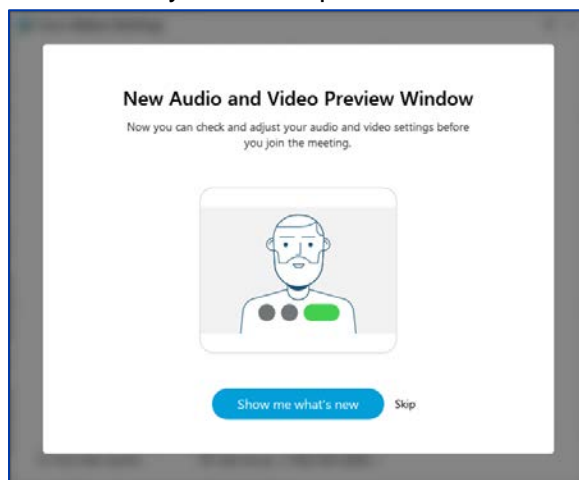 New Audio and Video Preview Window
Now you can check and adjust your audio and video settings before
you join the meeting.
Show me what's new
Skip